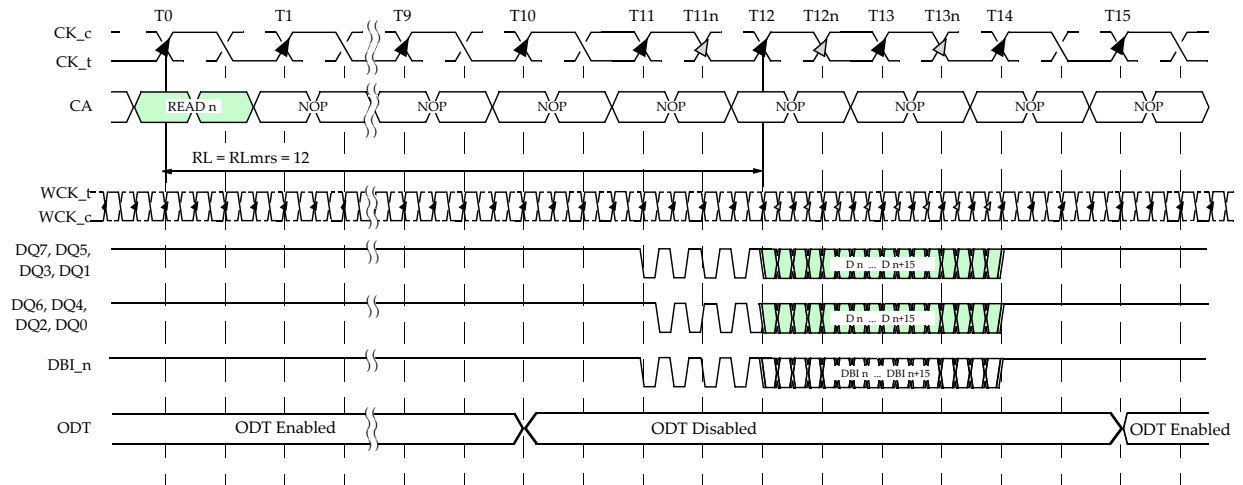 T0 T1 T9 T10 T11 T11n T12 T12n T13 T13n T14 T15
CK_c
CK_t
CA READ n NOP NOP NOP NOP NOP NOP NOP NOP
RL = RLmrs = 12
WCK_t
WCK_c
DQ7, DQ5,
DQ3, DQ1
D n ... D n+15
DQ6, DQ4,
DQ2, DQ0
D n ... D n+15
DBI_n
DBI n ... DBI n+15
ODT ODT Enabled ODT Disabled ODT Enabled